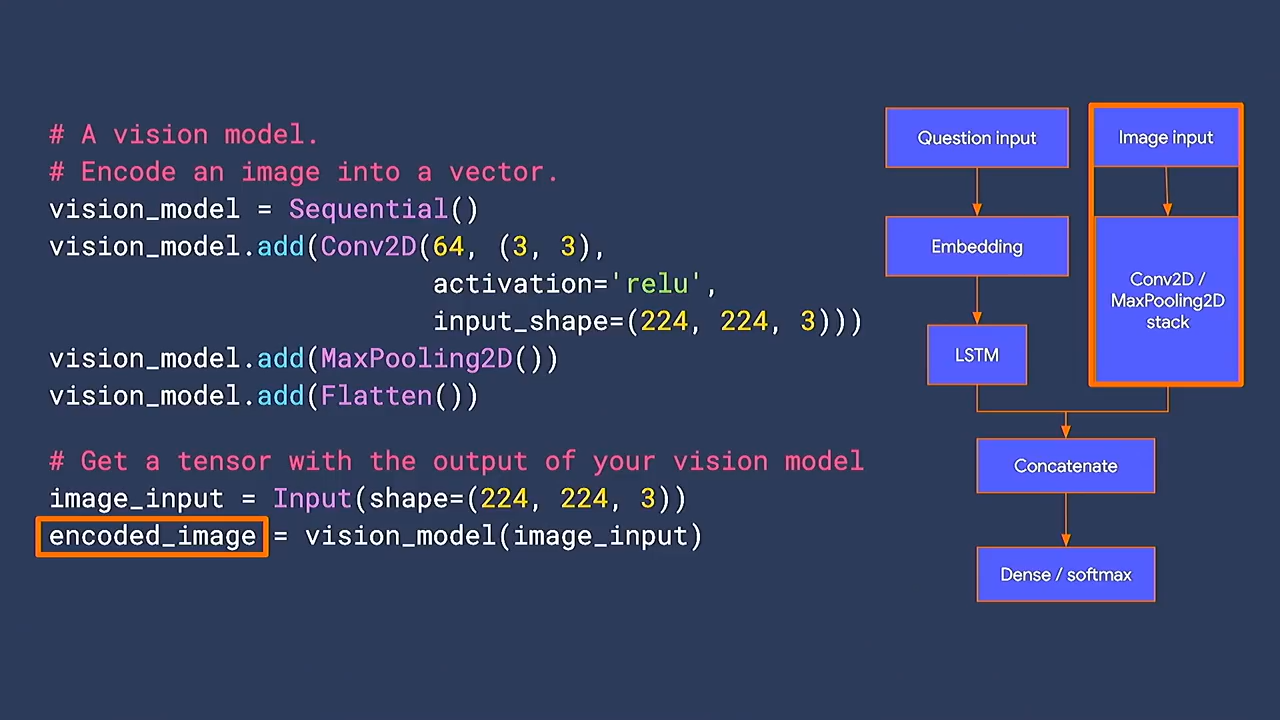 # A vision model.
# Encode an image into a vector.
vision_model = Sequential()
vision_model.add(Conv2D(64, (3, 3),
activation='relu',
input_shape=(224, 224, 3)))
vision_model.add(MaxPooling2D())
vision_model.add(Flatten())
# Get a tensor with the output of your vision model
image_input = Input(shape=(224, 224, 3))
encoded_image = vision_model(image_input)
Question input
Embedding
LSTM
Image input
Conv2D /
MaxPooling2D
stack
Concatenate
Dense / softmax